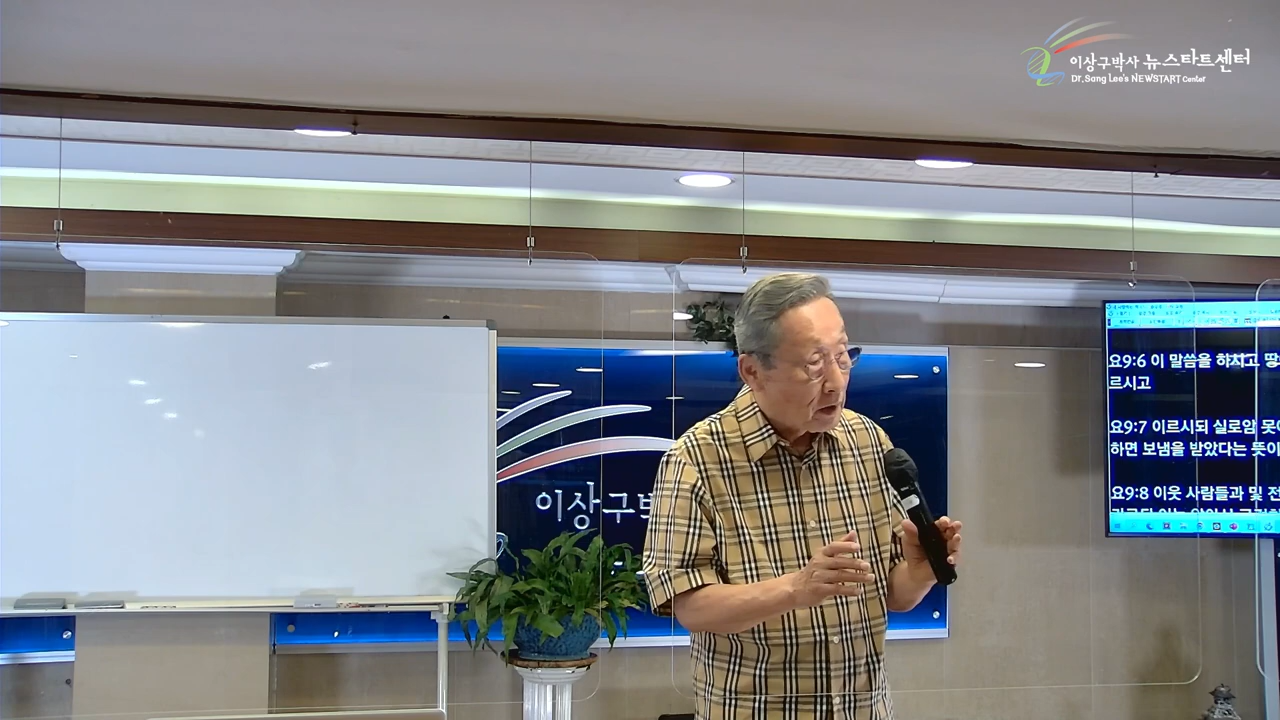 이상구박사 뉴스타트센터
Dr. Sang Lee's NEWSTART Center
이상구
요9:6 이 말씀을 하시고 땅
르시고
요9:7 이르시되 실로암 못
하면 보냄을 받았다는 뜻이
요9:8 이웃 사람들과 및 전